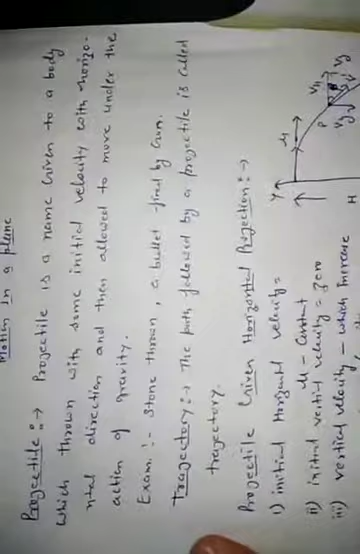 Motion in a plane
Projectile :→ Projectile is a name Given to a body
which thrown with some initial velocity with horizo-
ntal direction and then allowed to move under the
action of gravity.
Exam :- Stone thrown, a bullet fired by Gun.
Trajectory :→ The path followed by a projectile is called
trajectory.
Projectile Given Horizontal Projection :→
i) initial Horizontal velocity =
u - Constant
ii) initial vertical velocity = zero
iii) vertical velocity - which increase
Y
u
P
H